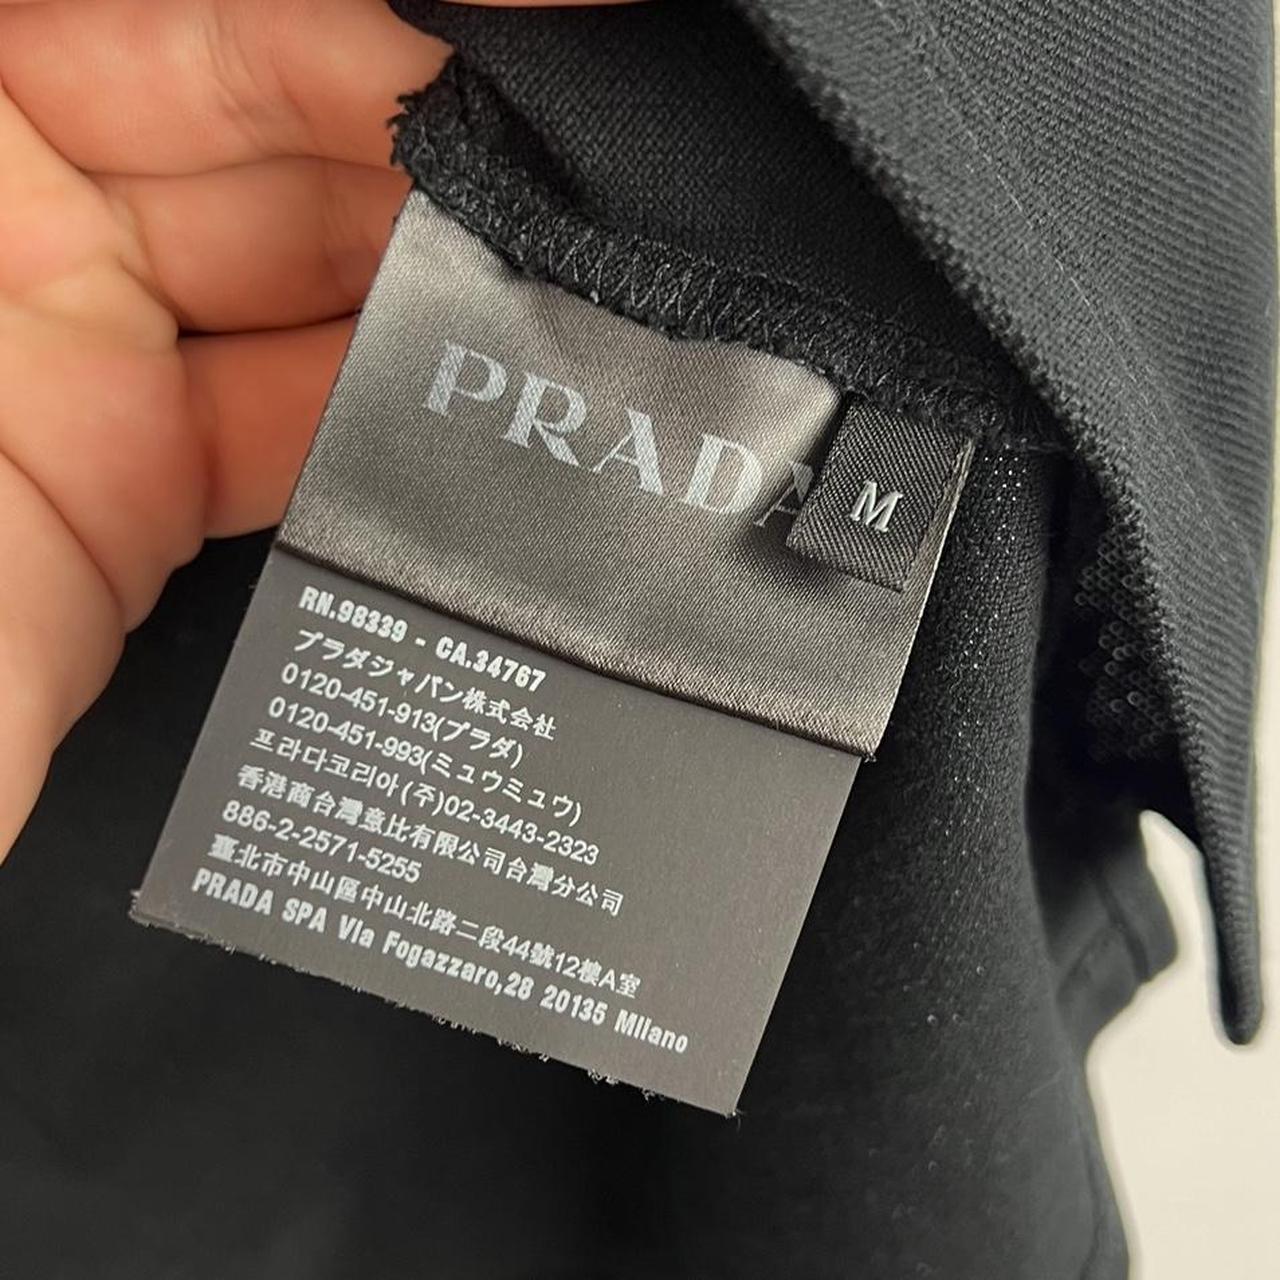 PRADA
M
RN.98339 - CA.34767
プラダジャパン株式会社
0120-451-913(プラダ)
0120-451-993(ミュウミュウ)
프라다코리아(주)02-3443-2323
香港商台灣意比有限公司台灣分公司
886-2-2571-5255
臺北市中山區中山北路二段44號12樓A室
PRADA SPA Via Fogazzaro,28 20135 Milano